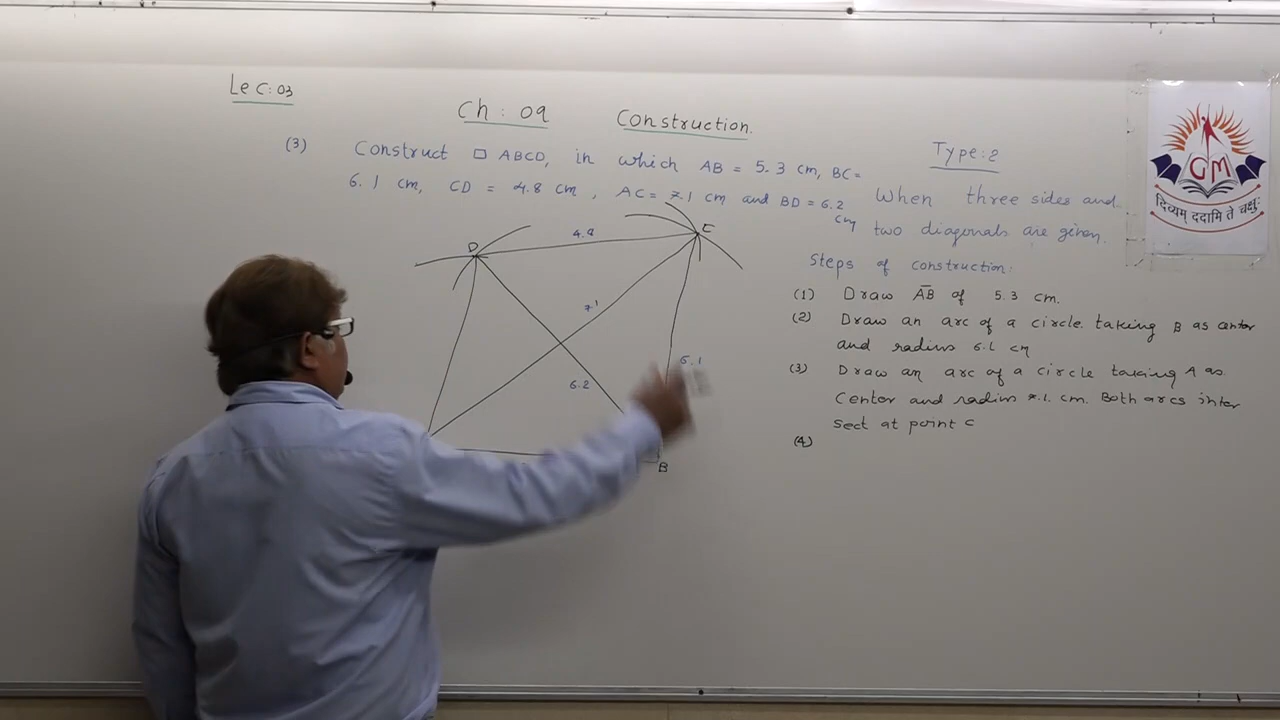 Lec:03
Ch: 09 Construction.
(3) Construct □ ABCD, in which AB = 5.3 cm, BC =
6.1 cm, CD = 4.8 cm, AC = 7.1 cm and BD = 6.2
cm
Type:2
When three sides and
two diagonals are given.
Steps of construction:
(1) Draw AB of 5.3 cm.
(2) Draw an arc of a circle taking B as center
and radius 6.1 cm
(3) Draw an arc of a circle taking A as
Center and radius 7.1. cm. Both arcs inter
sect at point C
(4)
D
4.8
C
7.1
6.2
6.1
B
GM
दिव्यम् ददामि ते चक्षुः